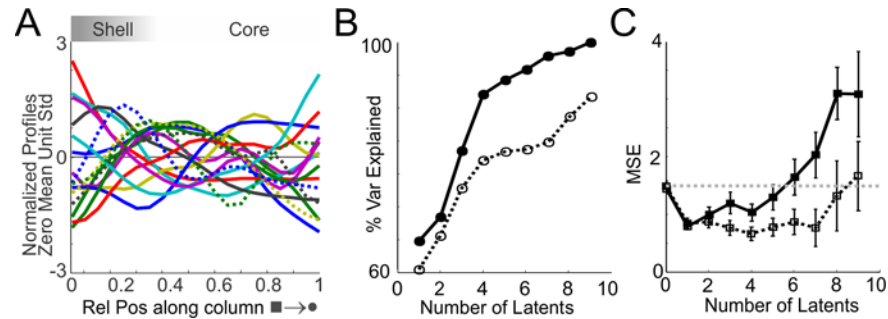 A
Shell
Core
3
0
-3
Normalized Profiles
Zero Mean Unit Std
0
0.2
0.4
0.6
0.8
1
Rel Pos along column ■→●
B
100
60
% Var Explained
0
2
4
6
8
10
Number of Latents
C
4
2
0
MSE
0
2
4
6
8
10
Number of Latents